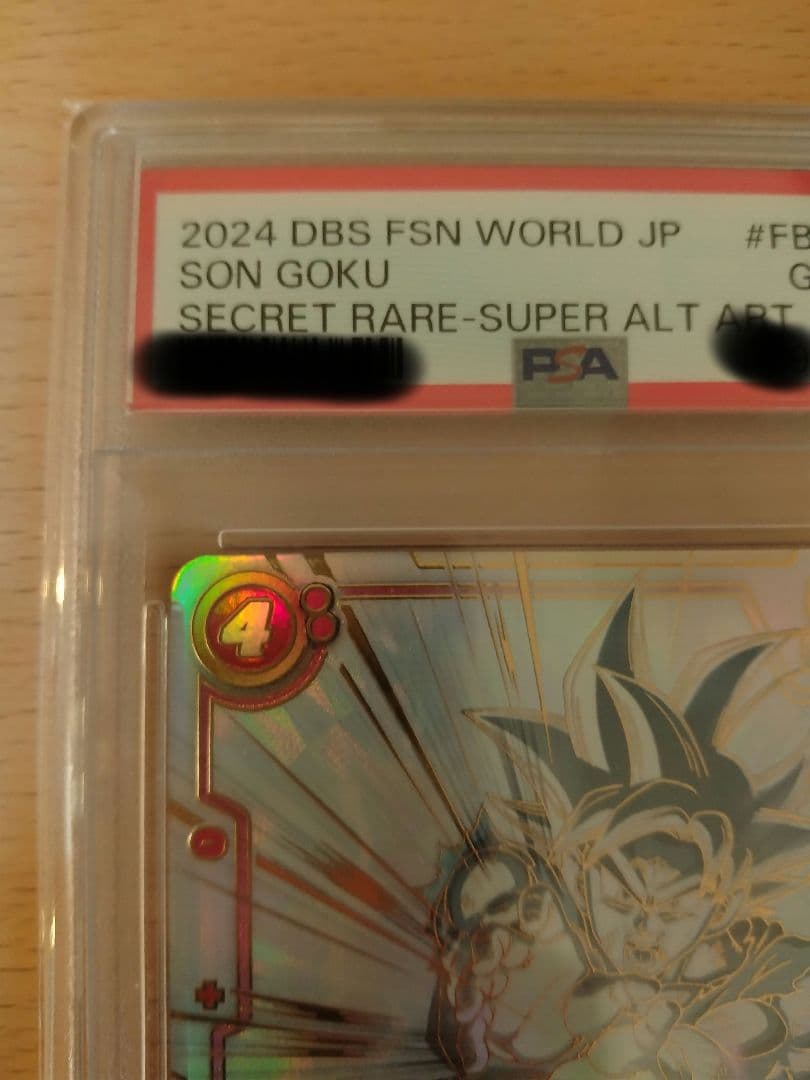 2024 DBS FSN WORLD JP #FB
SON GOKU G
SECRET RARE-SUPER ALT ART
PSA
4